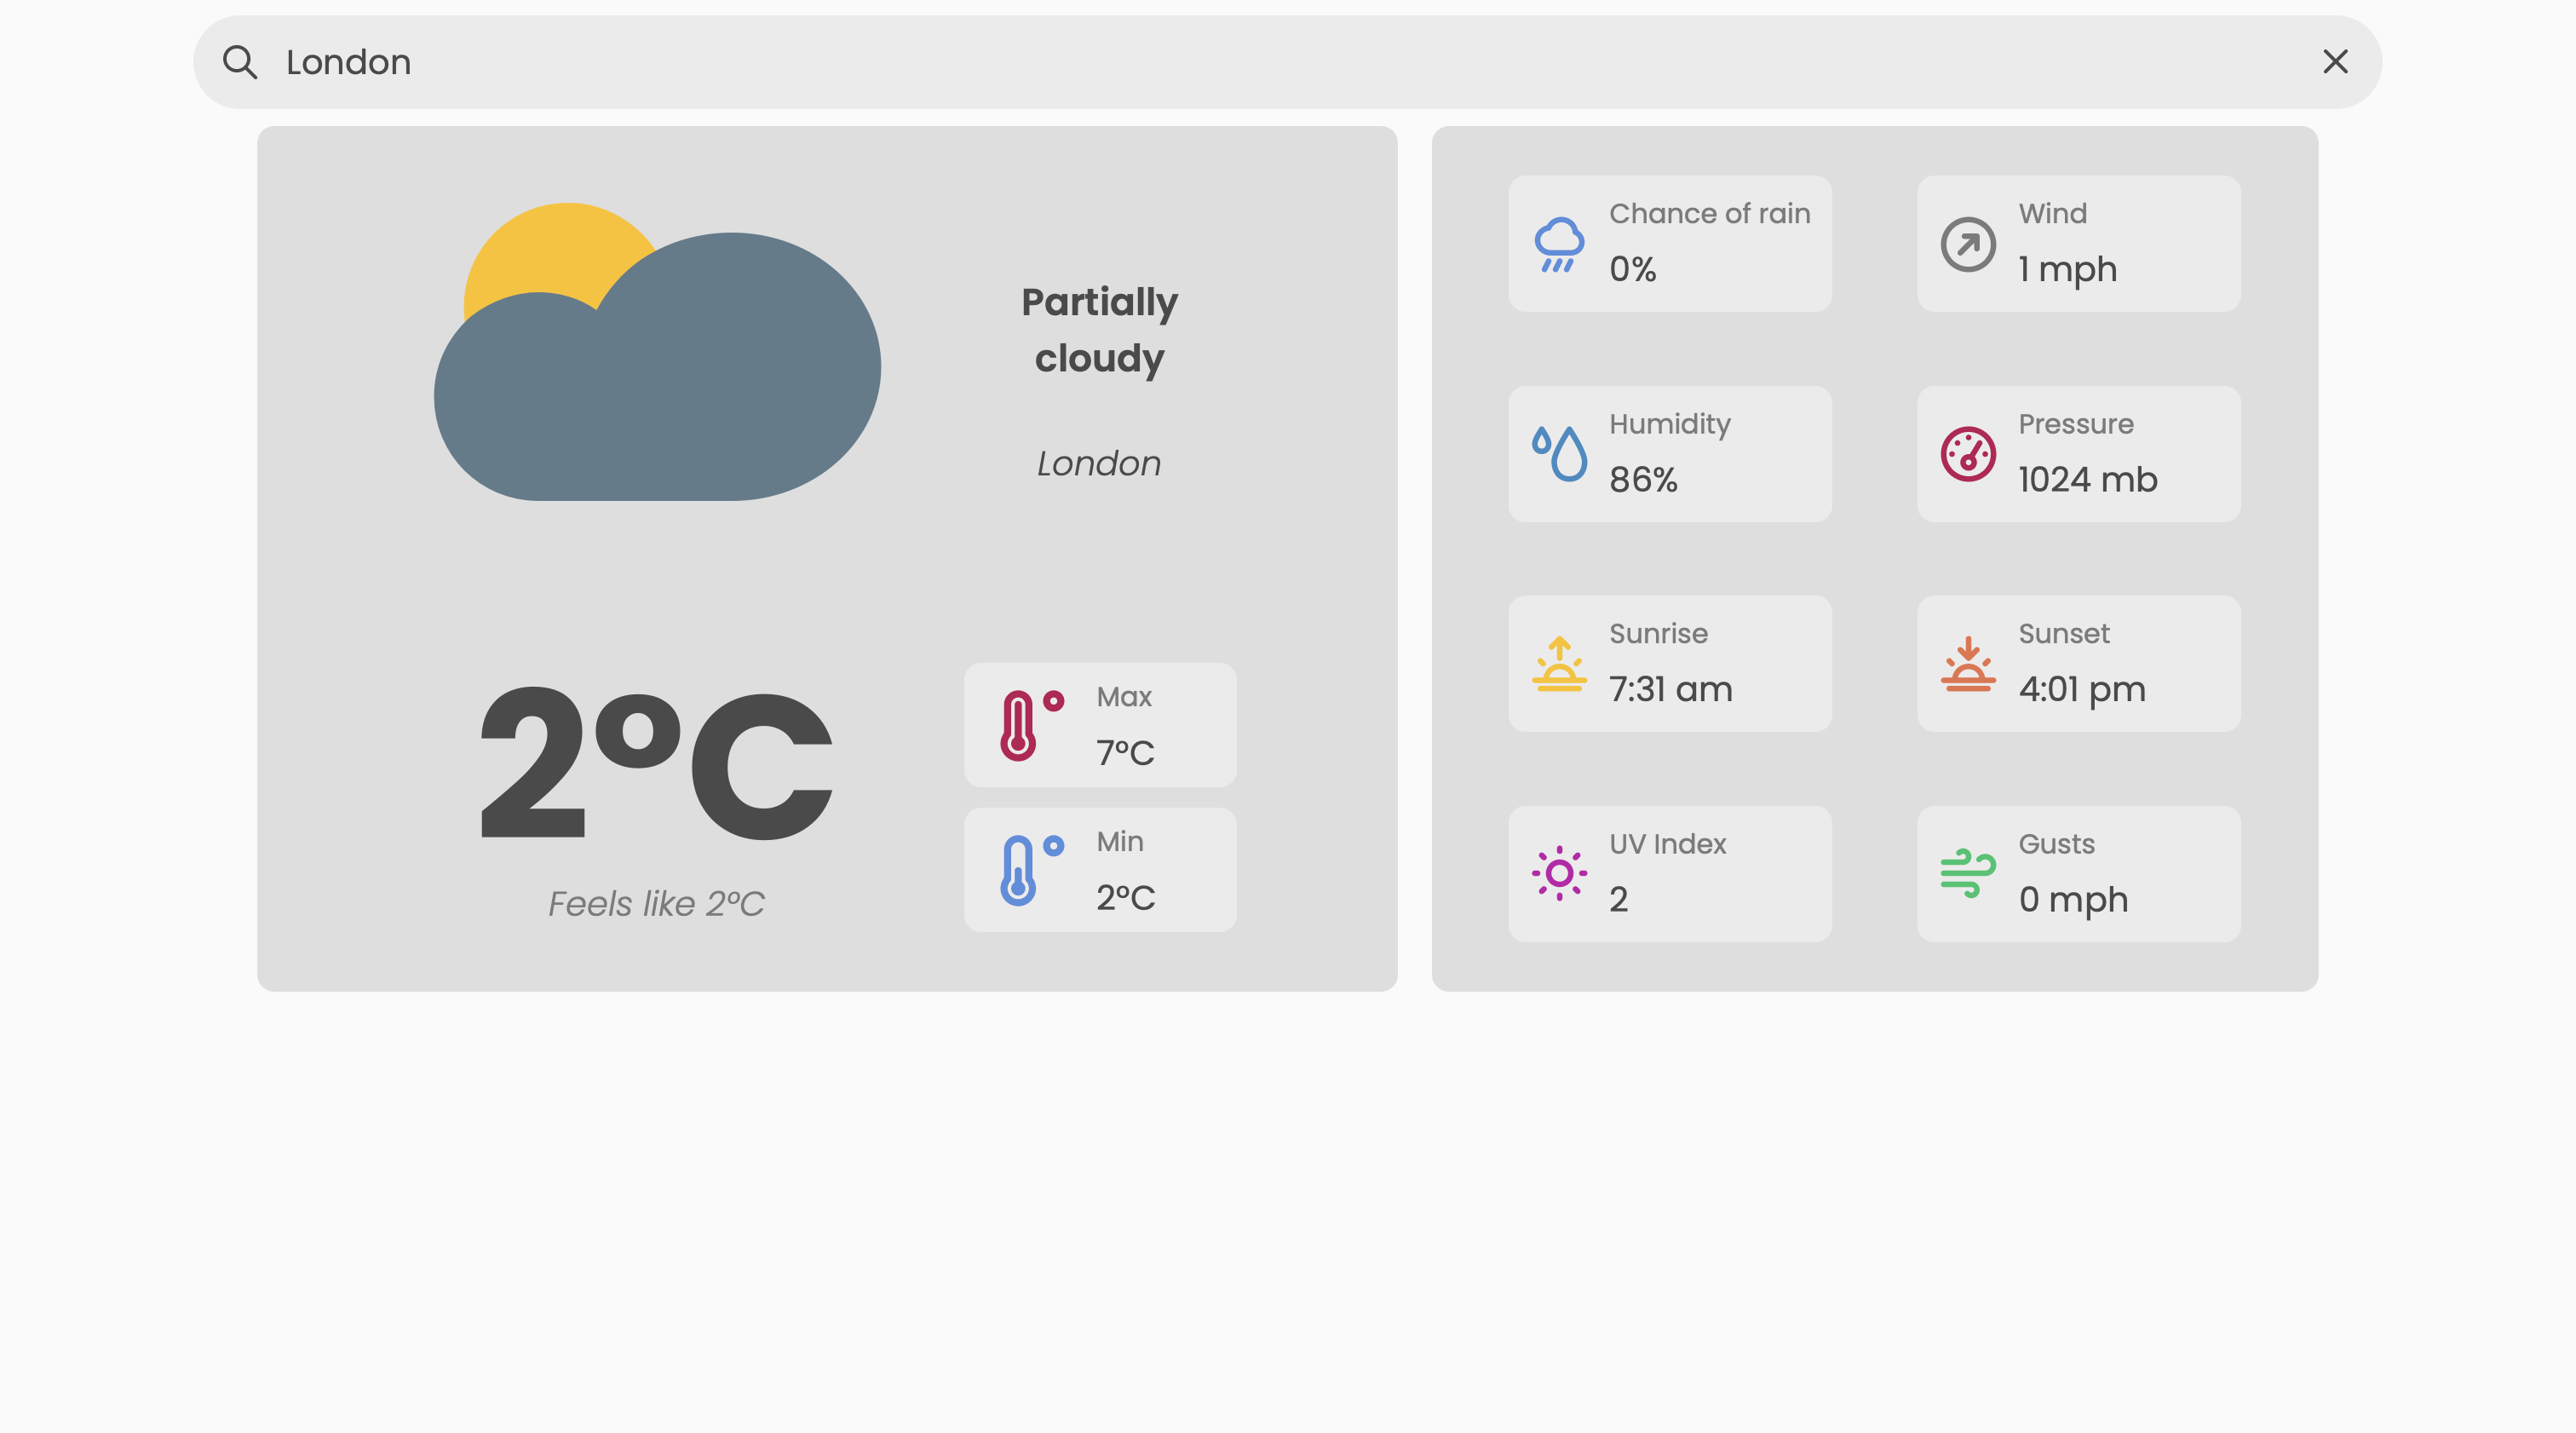 London
Partially
cloudy
London
2°C
Feels like 2°C
Max
7°C
Min
2°C
Chance of rain
0%
Wind
1 mph
Humidity
86%
Pressure
1024 mb
Sunrise
7:31 am
Sunset
4:01 pm
UV Index
2
Gusts
0 mph